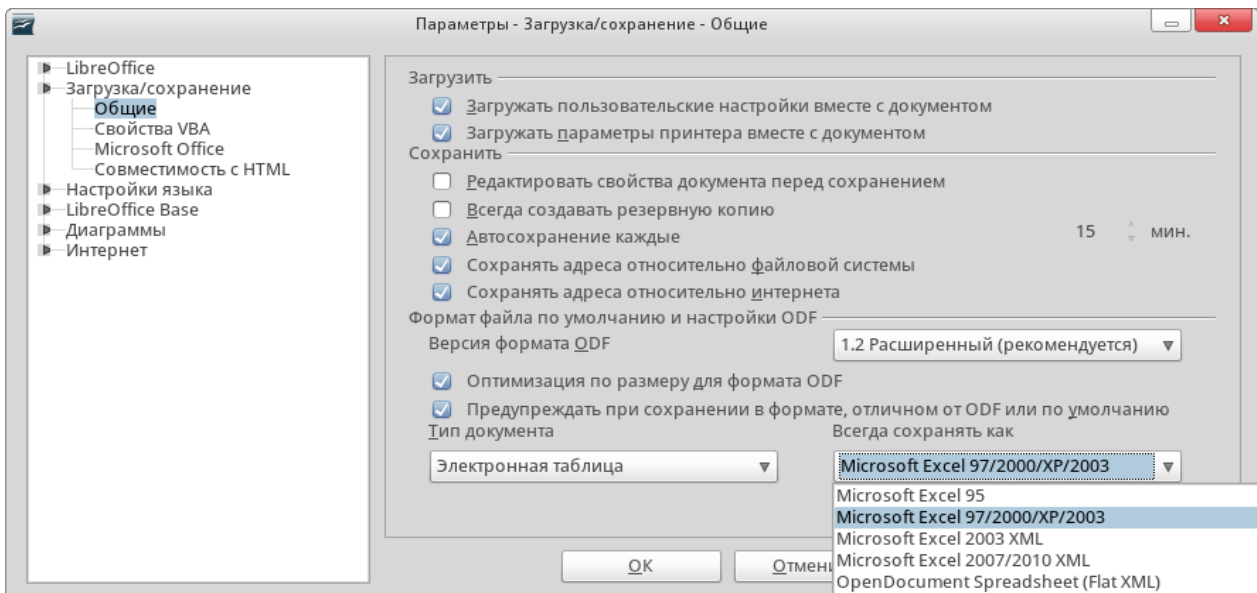 Параметры - Загрузка/сохранение - Общие
LibreOffice
Загрузка/сохранение
Общие
Свойства VBA
Microsoft Office
Совместимость с HTML
Настройки языка
LibreOffice Base
Диаграммы
Интернет
Загрузить
Загружать пользовательские настройки вместе с документом
Загружать параметры принтера вместе с документом
Сохранить
Редактировать свойства документа перед сохранением
Всегда создавать резервную копию
Автосохранение каждые 15 мин.
Сохранять адреса относительно файловой системы
Сохранять адреса относительно интернета
Формат файла по умолчанию и настройки ODF
Версия формата ODF 1.2 Расширенный (рекомендуется)
Оптимизация по размеру для формата ODF
Предупреждать при сохранении в формате, отличном от ODF или по умолчанию
Тип документа Всегда сохранять как
Электронная таблица Microsoft Excel 97/2000/XP/2003
Microsoft Excel 95
Microsoft Excel 97/2000/XP/2003
Microsoft Excel 2003 XML
Microsoft Excel 2007/2010 XML
OpenDocument Spreadsheet (Flat XML)
OK Отмени